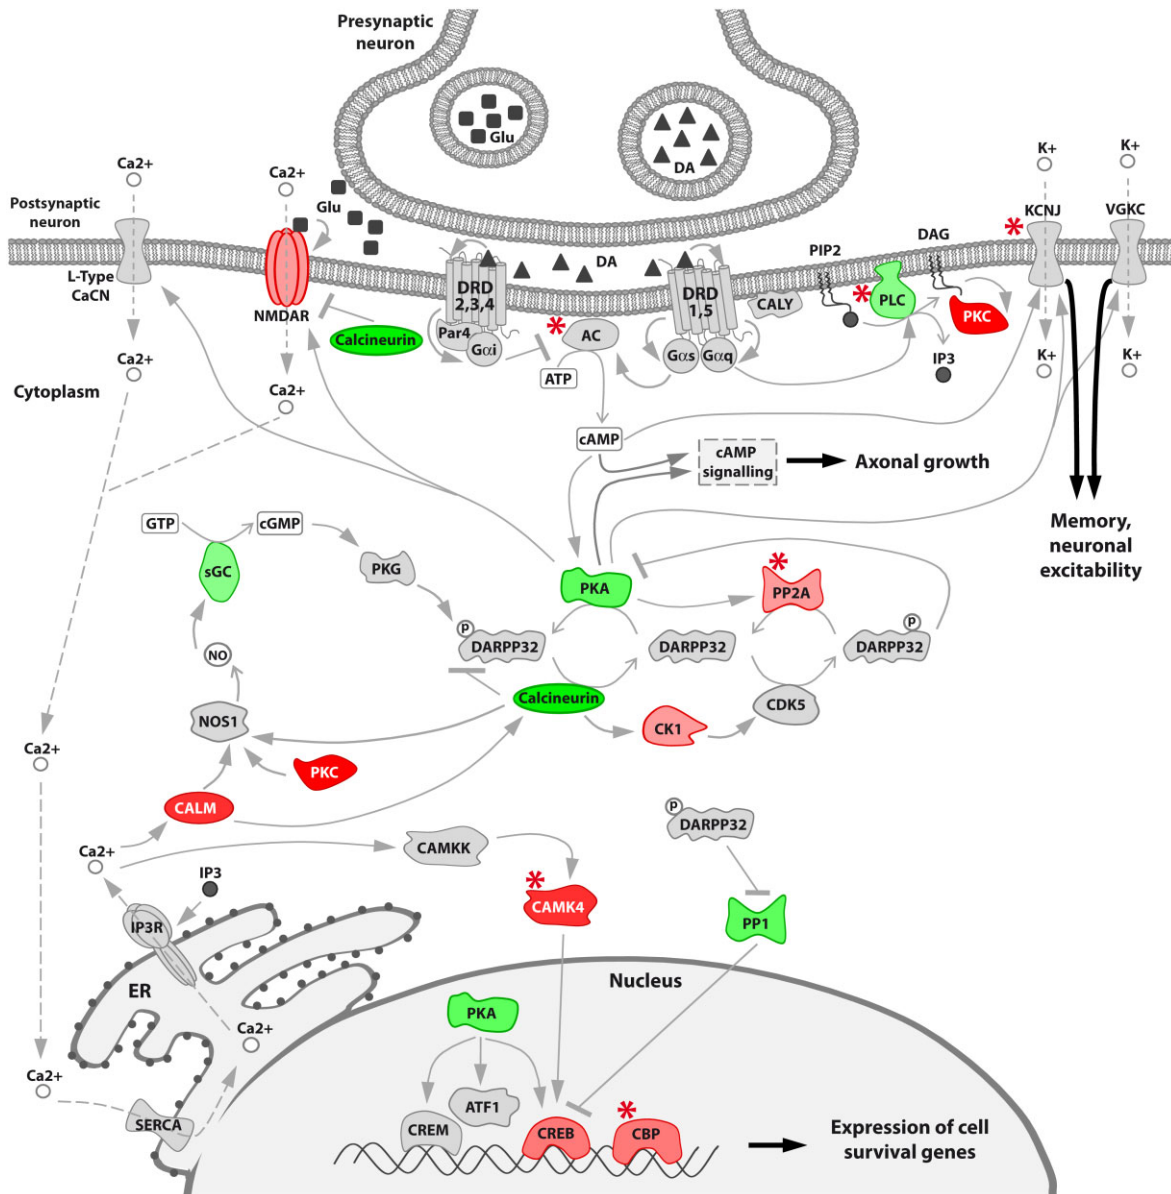 Presynaptic
neuron
Glu
DA
Ca2+
Ca2+
K+
K+
Postsynaptic
neuron
Glu
KCNJ
VGKC
L-Type
CaCN
NMDAR
DRD
2,3,4
DA
DRD
1,5
CALY
PIP2
DAG
PLC
PKC
Calcineurin
Par4
Gαi
AC
ATP
Gαs
Gαq
IP3
K+
K+
Ca2+
Ca2+
Cytoplasm
cAMP
cAMP
signalling
Axonal growth
Memory,
neuronal
excitability
GTP
cGMP
sGC
PKG
PKA
PP2A
P
DARPP32
DARPP32
P
DARPP32
NO
NOS1
Calcineurin
CK1
CDK5
Ca2+
PKC
CALM
P
DARPP32
Ca2+
CAMKK
IP3
CAMK4
PP1
IP3R
ER
Nucleus
PKA
Ca2+
Ca2+
SERCA
ATF1
CREM
CREB
CBP
Expression of cell
survival genes